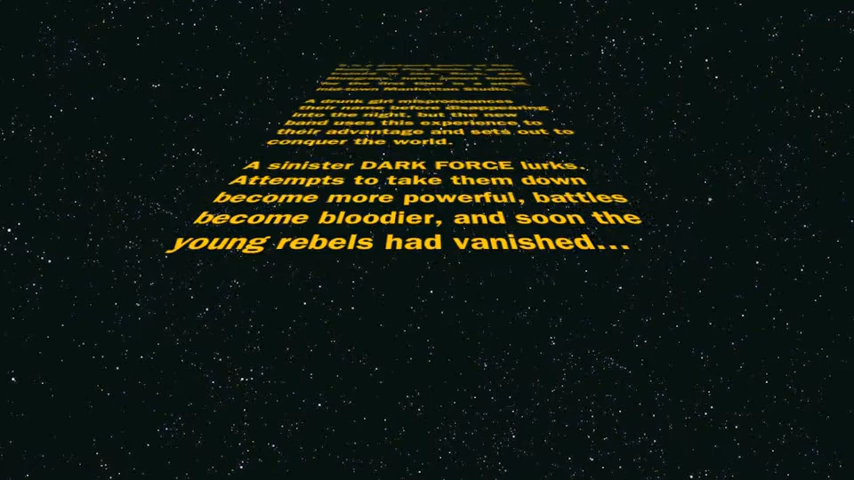 mid-town Manhattan Studio.
A drunk girl mispronounces
their name before disappearing
into the night, but the new
band uses this experience to
their advantage and sets out to
conquer the world.
A sinister DARK FORCE lurks.
Attempts to take them down
become more powerful, battles
become bloodier, and soon the
young rebels had vanished...